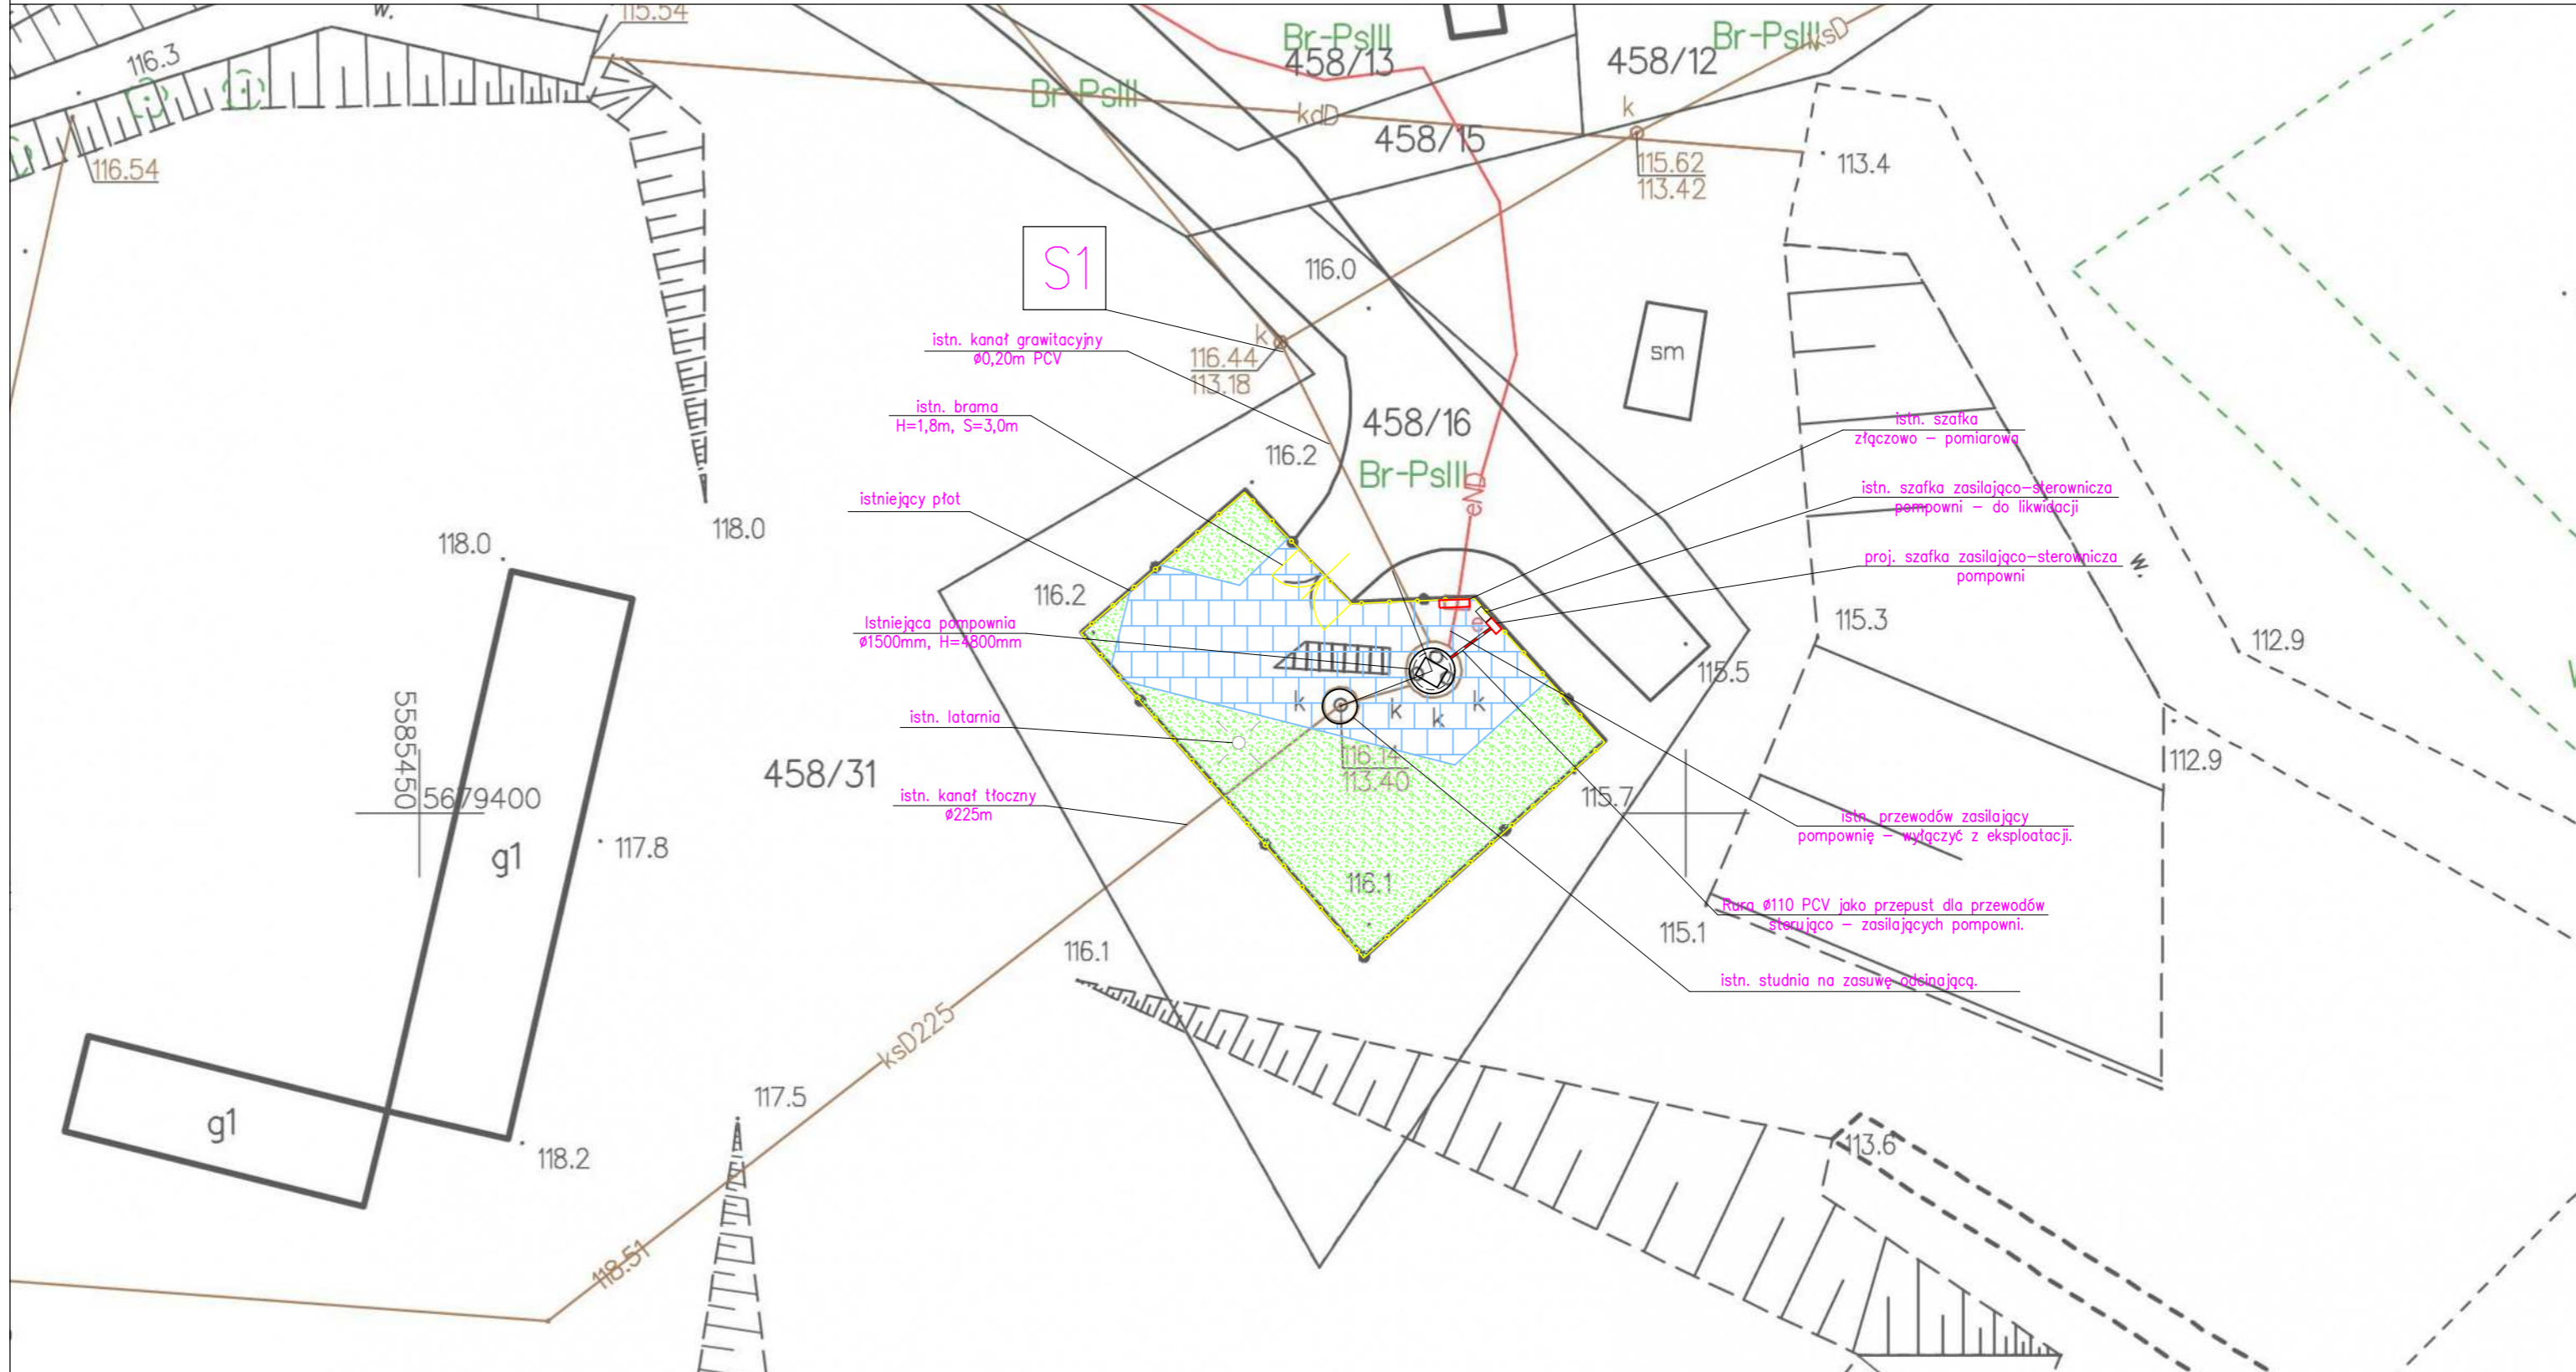 w.
115.54
116.3
116.54
Br-PsIII
458/13
Br-PsIII
ksD
458/12
Br-PsIII
kdD
k
458/15
115.62
113.42
113.4
S1
116.0
k
116.44
113.18
sm
istn. kanał grawitacyjny
ø0,20m PCV
istn. brama
H=1,8m, S=3,0m
458/16
116.2
Br-PsIII
eND
istn. szafka
złączowo – pomiarowa
istniejący płot
istn. szafka zasilająco-sterownicza
pompowni – do likwidacji
118.0
118.0
proj. szafka zasilająco-sterownicza
pompowni
w.
116.2
e
115.3
112.9
Istniejąca pompownia
ø1500mm, H=4800mm
115.5
k
k
k
k
istn. latarnia
116.14
113.40
112.9
458/31
5585450
5679400
istn. kanał tłoczny
ø225m
115.7
istn. przewodów zasilający
pompownię – wyłączyć z eksploatacji.
g1
117.8
116.1
Rura ø110 PCV jako przepust dla przewodów
sterująco – zasilających pompowni.
115.1
116.1
istn. studnia na zasuwę odcinającą.
ksD225
117.5
g1
118.2
113.6
118.51